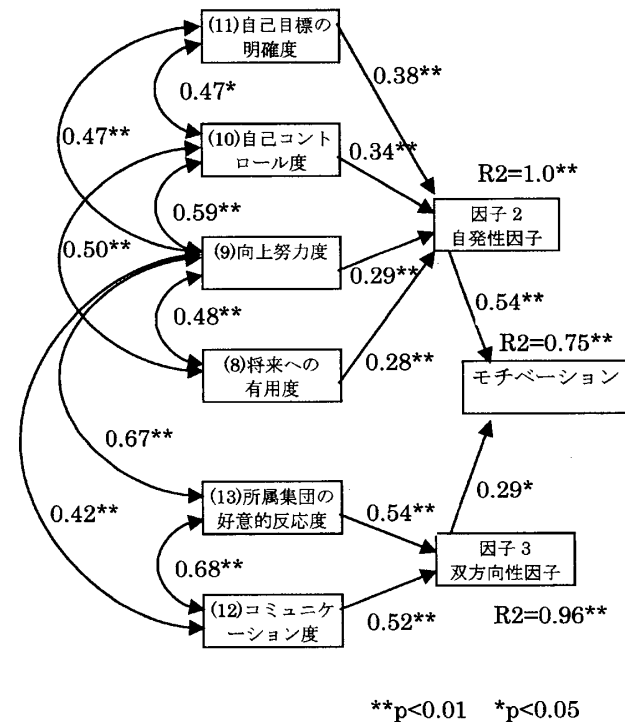 (11)自己目標の
明確度
0.38**
0.47*
0.47**
(10)自己コント
ロール度
0.34**
R2=1.0**
因子２
自発性因子
0.59**
0.50**
(9)向上努力度
0.29**
0.54**
0.48**
R2=0.75**
(8)将来への
有用度
0.28**
モチベーション
0.67**
0.29*
(13)所属集団の
好意的反応度
0.54**
0.42**
因子３
双方向性因子
0.68**
(12)コミュニケ
ーション度
0.52**
R2=0.96**
**p<0.01 *p<0.05